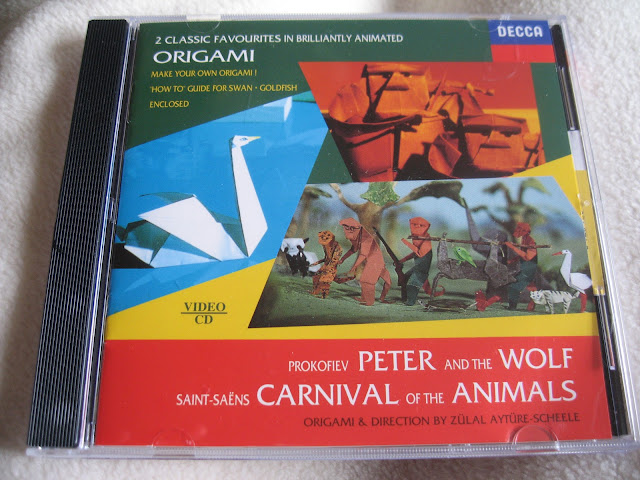 2 CLASSIC FAVOURITES IN BRILLIANTLY ANIMATED
ORIGAMI
MAKE YOUR OWN ORIGAMI !
'HOW TO' GUIDE FOR SWAN • GOLDFISH
ENCLOSED
DECCA
VIDEO
CD
PROKOFIEV PETER AND THE WOLF
SAINT-SAËNS CARNIVAL OF THE ANIMALS
ORIGAMI & DIRECTION BY ZÜLAL AYTÜRE-SCHEELE